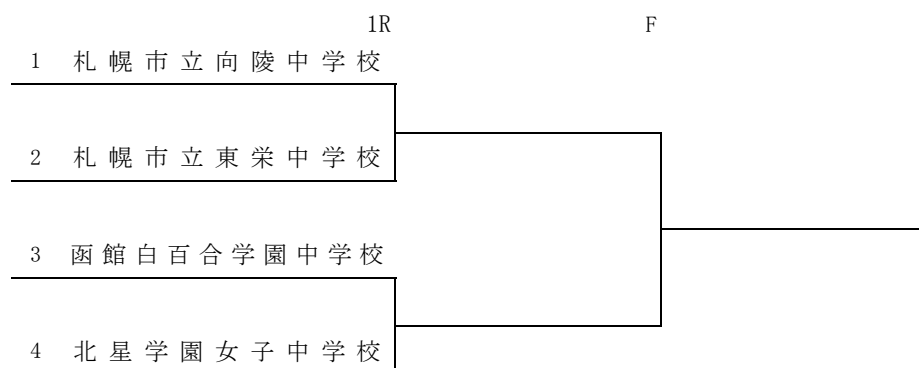 1R F
1 札幌市立向陵中学校
2 札幌市立東栄中学校
3 函館白百合学園中学校
4 北星学園女子中学校